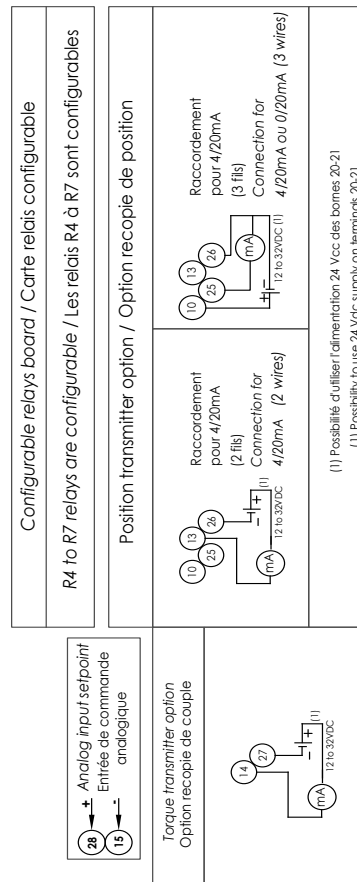 Configurable relays board / Carte relais configurable
R4 to R7 relays are configurable / Les relais R4 à R7 sont configurables
28 + Analog input setpoint
15 - Entrée de commande
analogique
Position transmitter option / Option recopie de position
Torque transmitter option
Option recopie de couple
14
27
- +
(1)
mA
12 to 32VDC
10
13
25
26
- +
(1)
mA
12 to 32VDC
Raccordement
pour 4/20mA
(2 fils)
Connection for
4/20mA (2 wires)
10
13
25
26
mA
+ -
12 to 32VDC (1)
Raccordement
pour 4/20mA
(3 fils)
Connection for
4/20mA ou 0/20mA (3 wires)
(1) Possibilité d'utiliser l'alimentation 24 Vcc des bornes 20-21
(1) Possibility to use 24 Vdc supply on terminds 20-21